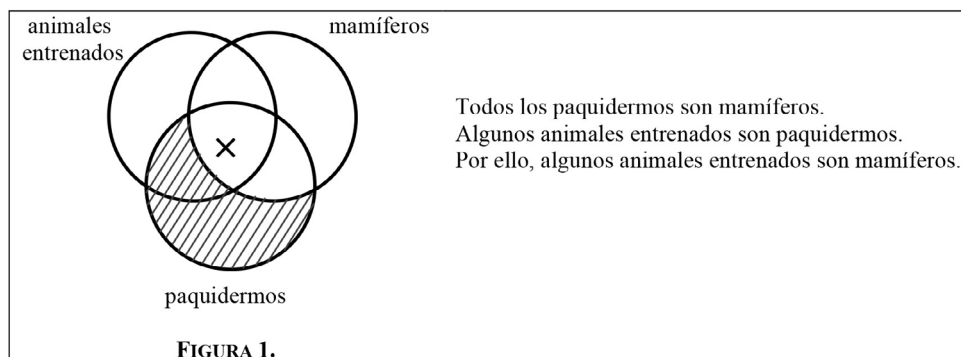 animales
entrenados
mamíferos
Todos los paquidermos son mamíferos.
Algunos animales entrenados son paquidermos.
Por ello, algunos animales entrenados son mamíferos.
paquidermos
FIGURA 1.